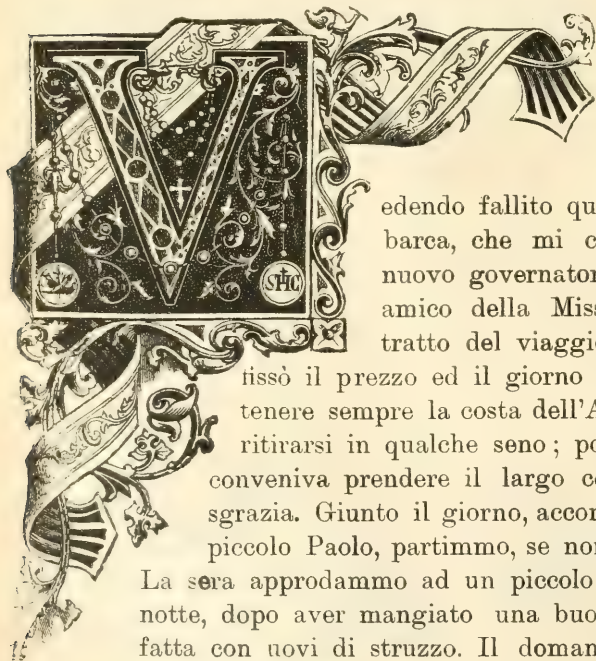 Vedendo fallito qu
barca, che mi c
nuovo governator
amico della Miss
tratto del viaggi
fissò il prezzo ed il giorno
tenere sempre la costa dell'A
ritirarsi in qualche seno; po
conveniva prendere il largo co
sgrazia. Giunto il giorno, accor
piccolo Paolo, partimmo, se non
La sera approdammo ad un piccolo
notte, dopo aver mangiato una buo
fatta con uovi di struzzo. Il doman